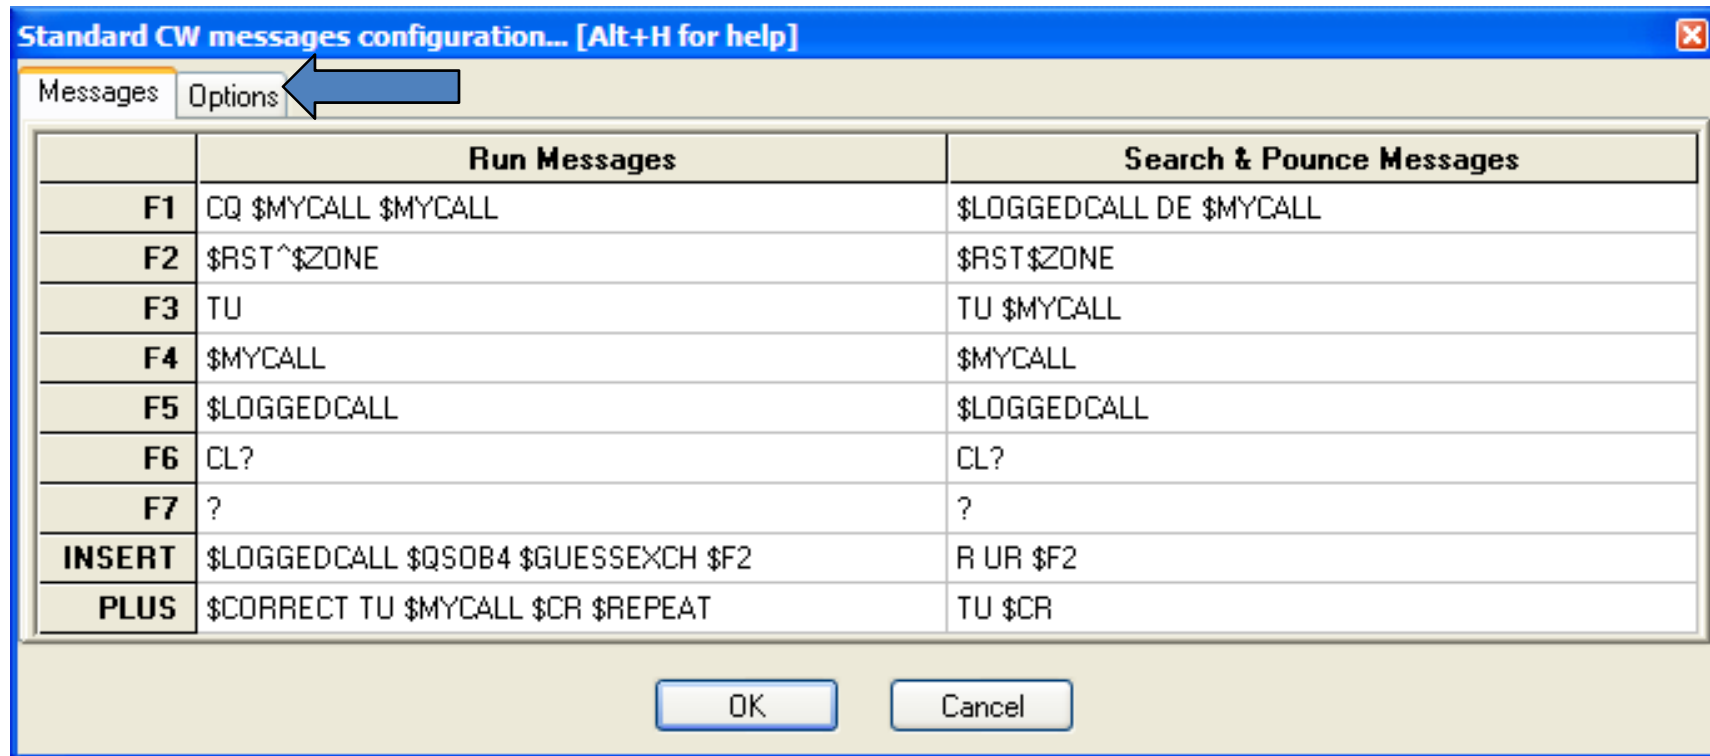 Standard CW messages configuration... [Alt+H for help]
Messages Options
Run Messages Search & Pounce Messages
F1 CQ $MYCALL $MYCALL $LOGGEDCALL DE $MYCALL
F2 $RST^$ZONE $RST$ZONE
F3 TU TU $MYCALL
F4 $MYCALL $MYCALL
F5 $LOGGEDCALL $LOGGEDCALL
F6 CL? CL?
F7 ? ?
INSERT $LOGGEDCALL $QSOB4 $GUESSEXCH $F2 R UR $F2
PLUS $CORRECT TU $MYCALL $CR $REPEAT TU $CR
OK Cancel